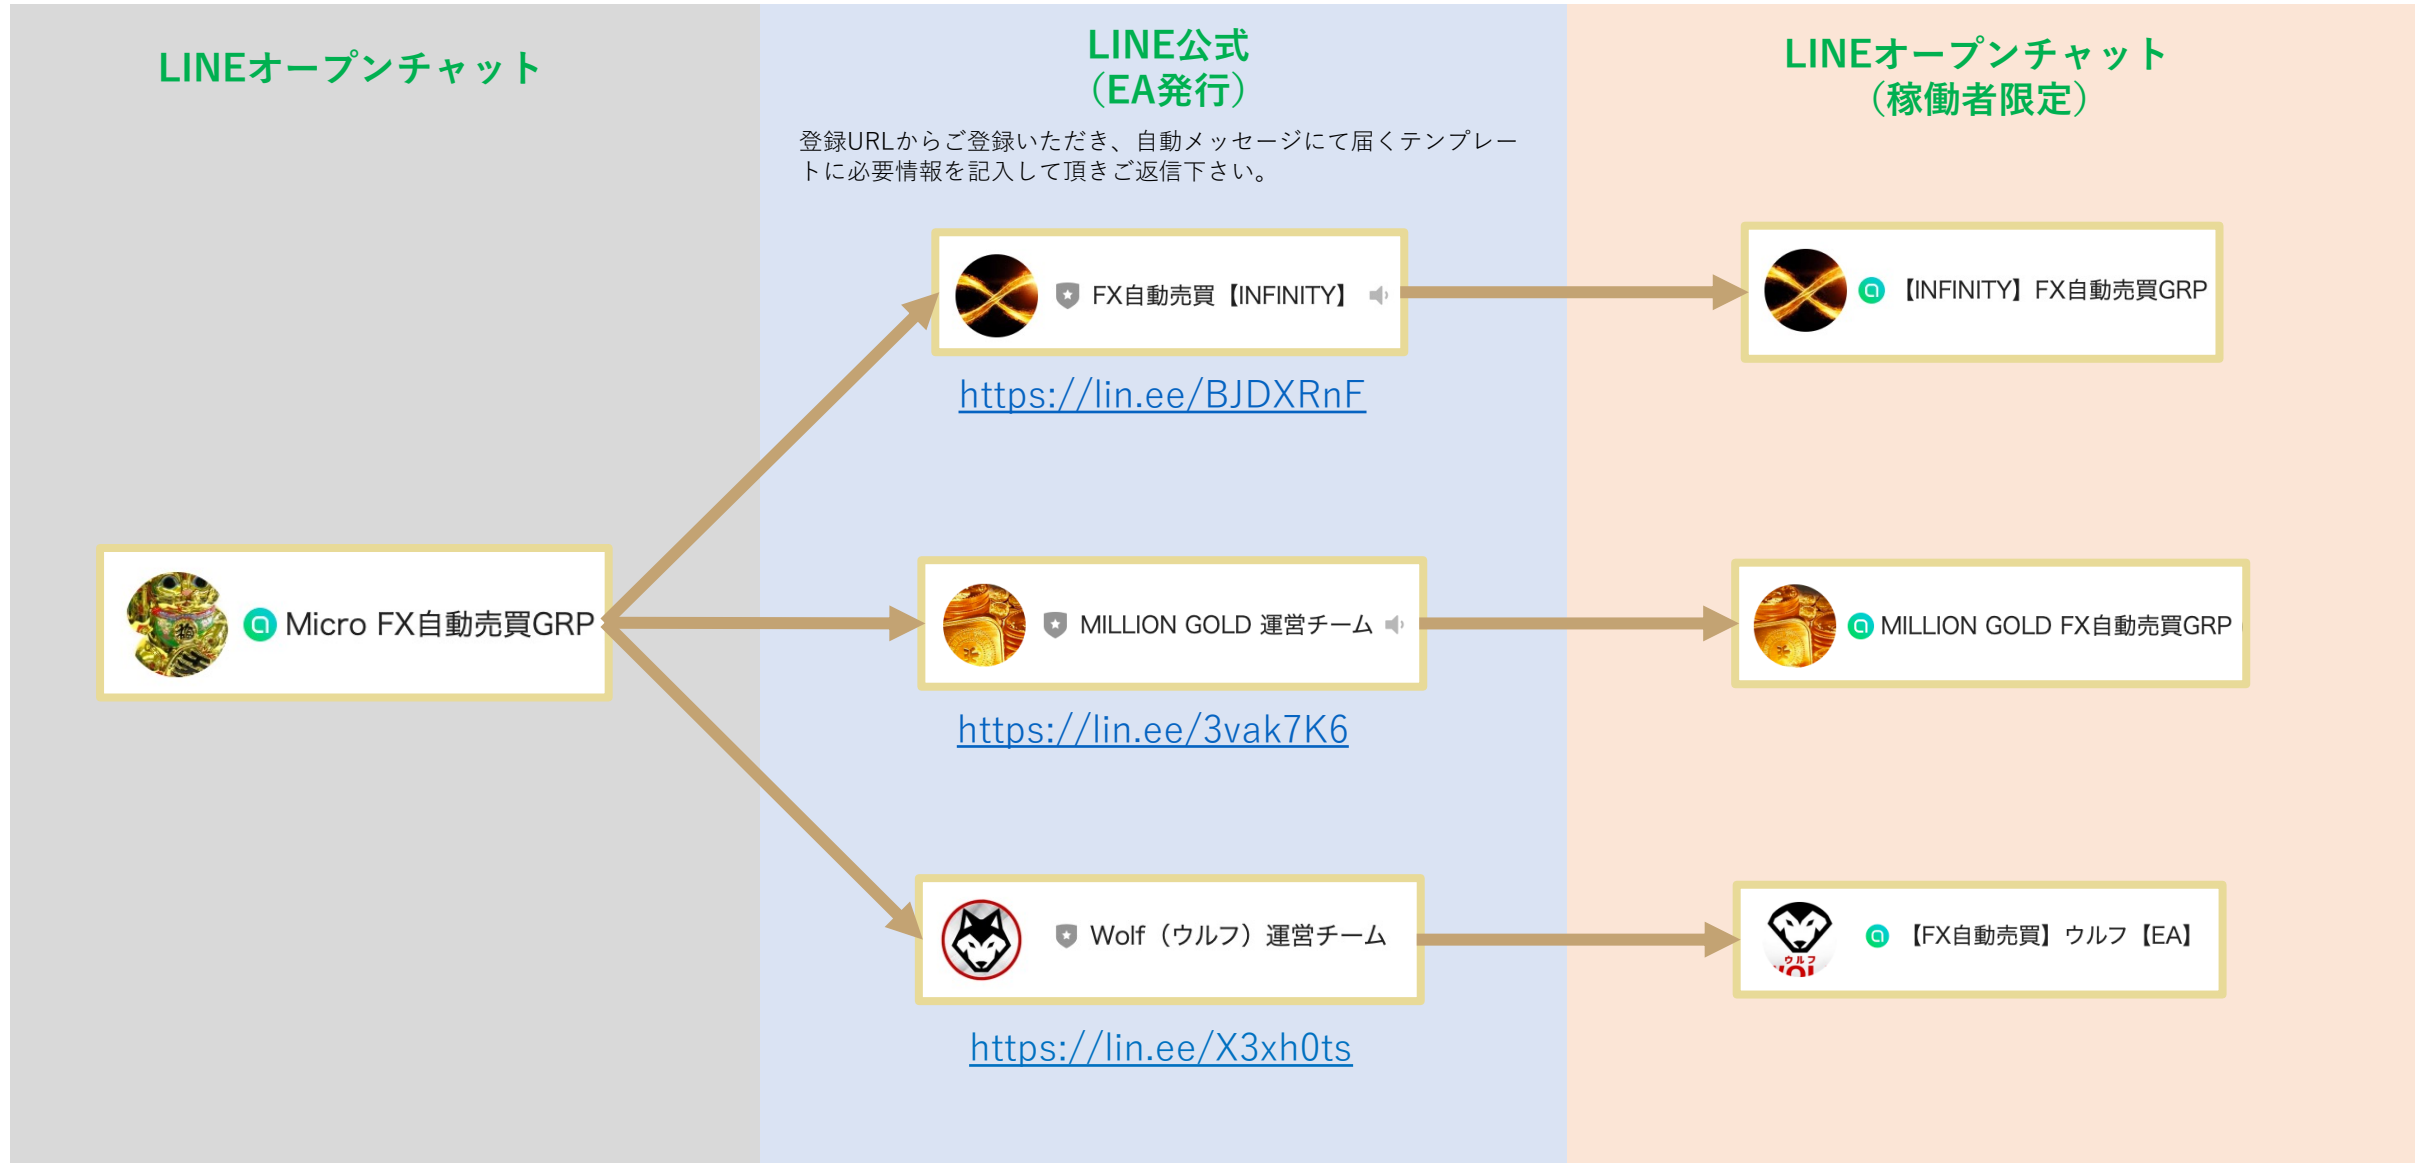 LINEオープンチャット
LINE公式
（EA発行）
登録URLからご登録いただき、自動メッセージにて届くテンプレー
トに必要情報を記入して頂きご返信下さい。
LINEオープンチャット
（稼働者限定）
Micro FX自動売買GRP
FX自動売買【INFINITY】
https://lin.ee/BJDXRnF
MILLION GOLD 運営チーム
https://lin.ee/3vak7K6
Wolf（ウルフ）運営チーム
https://lin.ee/X3xh0ts
【INFINITY】FX自動売買GRP
MILLION GOLD FX自動売買GRP
ウルフ
【FX自動売買】ウルフ【EA】